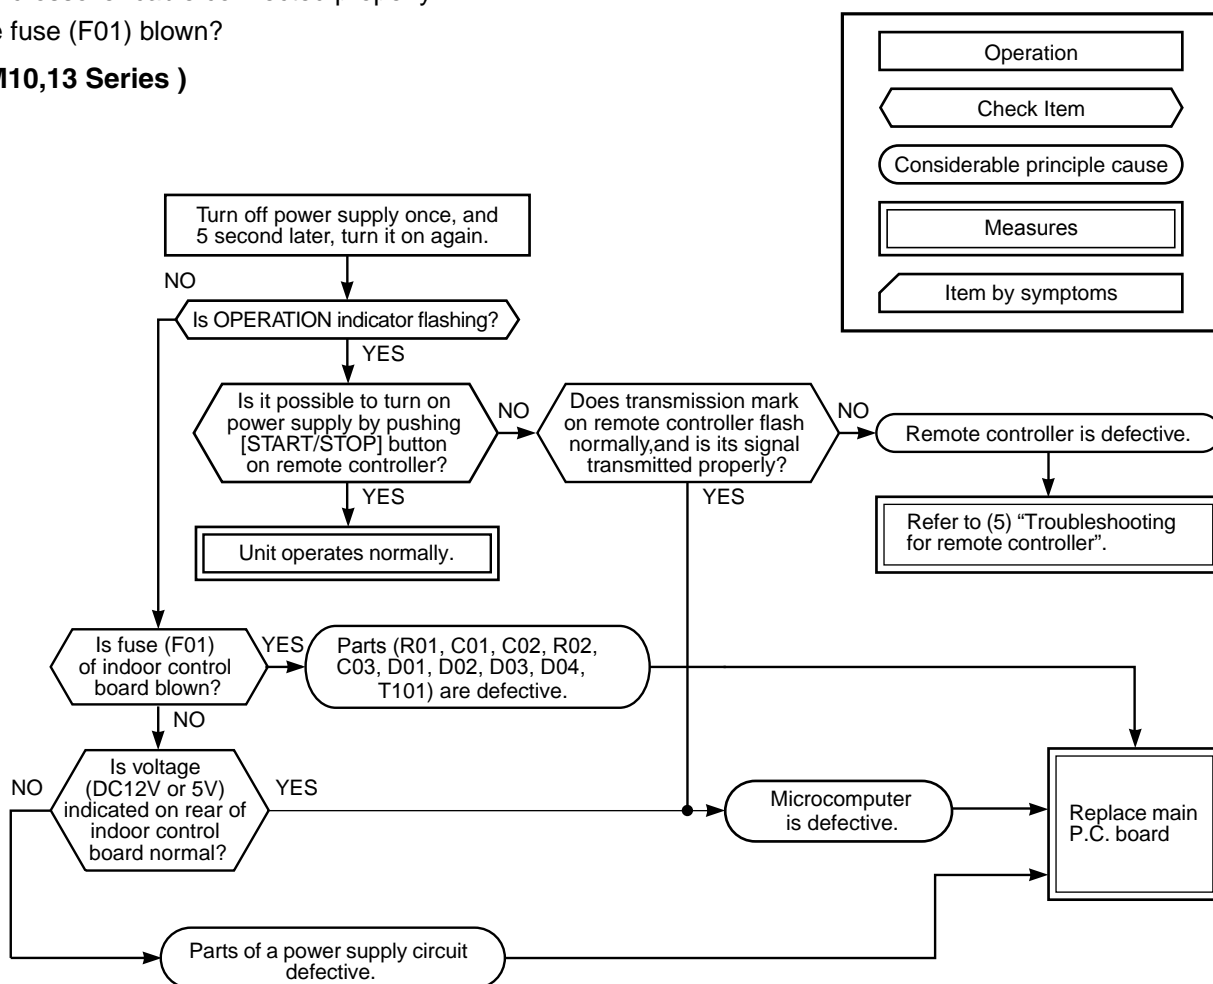 fuse (F01) blown?
M10,13 Series )
Operation
Check Item
Considerable principle cause
Measures
Item by symptoms
Turn off power supply once, and
5 second later, turn it on again.
NO
Is OPERATION indicator flashing?
YES
Is it possible to turn on
power supply by pushing
[START/STOP] button
on remote controller?
NO
Does transmission mark
on remote controller flash
normally,and is its signal
transmitted properly?
NO
Remote controller is defective.
YES
YES
Unit operates normally.
Refer to (5) “Troubleshooting
for remote controller”.
Is fuse (F01)
of indoor control
board blown?
YES
Parts (R01, C01, C02, R02,
C03, D01, D02, D03, D04,
T101) are defective.
NO
NO
Is voltage
(DC12V or 5V)
indicated on rear of
indoor control
board normal?
YES
Microcomputer
is defective.
Replace main
P.C. board
Parts of a power supply circuit
defective.